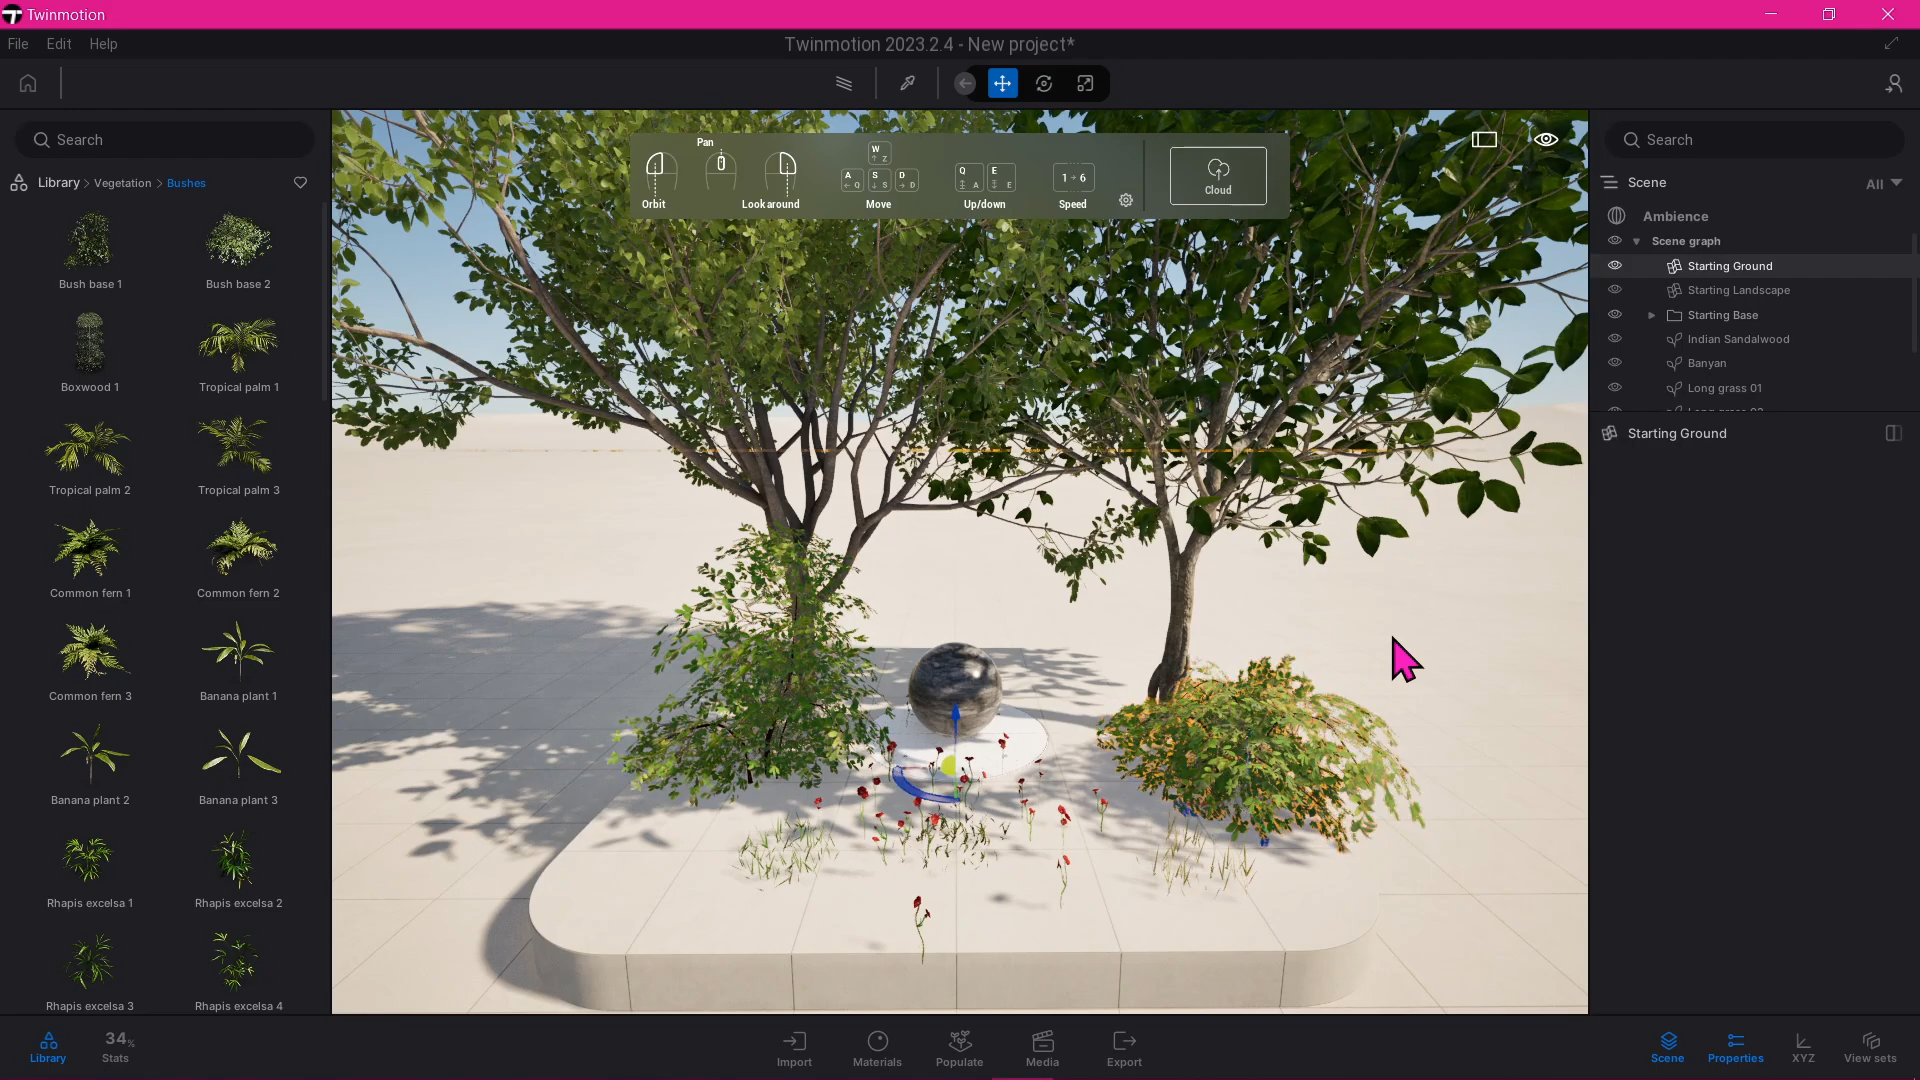 Twinmotion
File Edit Help
Twinmotion 2023.2.4 - New project*
Search
Library > Vegetation > Bushes
Bush base 1
Bush base 2
Boxwood 1
Tropical palm 1
Tropical palm 2
Tropical palm 3
Common fern 1
Common fern 2
Common fern 3
Banana plant 1
Banana plant 2
Banana plant 3
Rhapis excelsa 1
Rhapis excelsa 2
Rhapis excelsa 3
Rhapis excelsa 4
Pan
W
Z
A S D
Q S D
Q E
A E
1 → 6
Orbit
Look around
Move
Up/down
Speed
Cloud
Search
Scene
All
Ambience
Scene graph
Starting Ground
Starting Landscape
Starting Base
Indian Sandalwood
Banyan
Long grass 01
Starting Ground
Library
34%
Stats
Import
Materials
Populate
Media
Export
Scene
Properties
XYZ
View sets